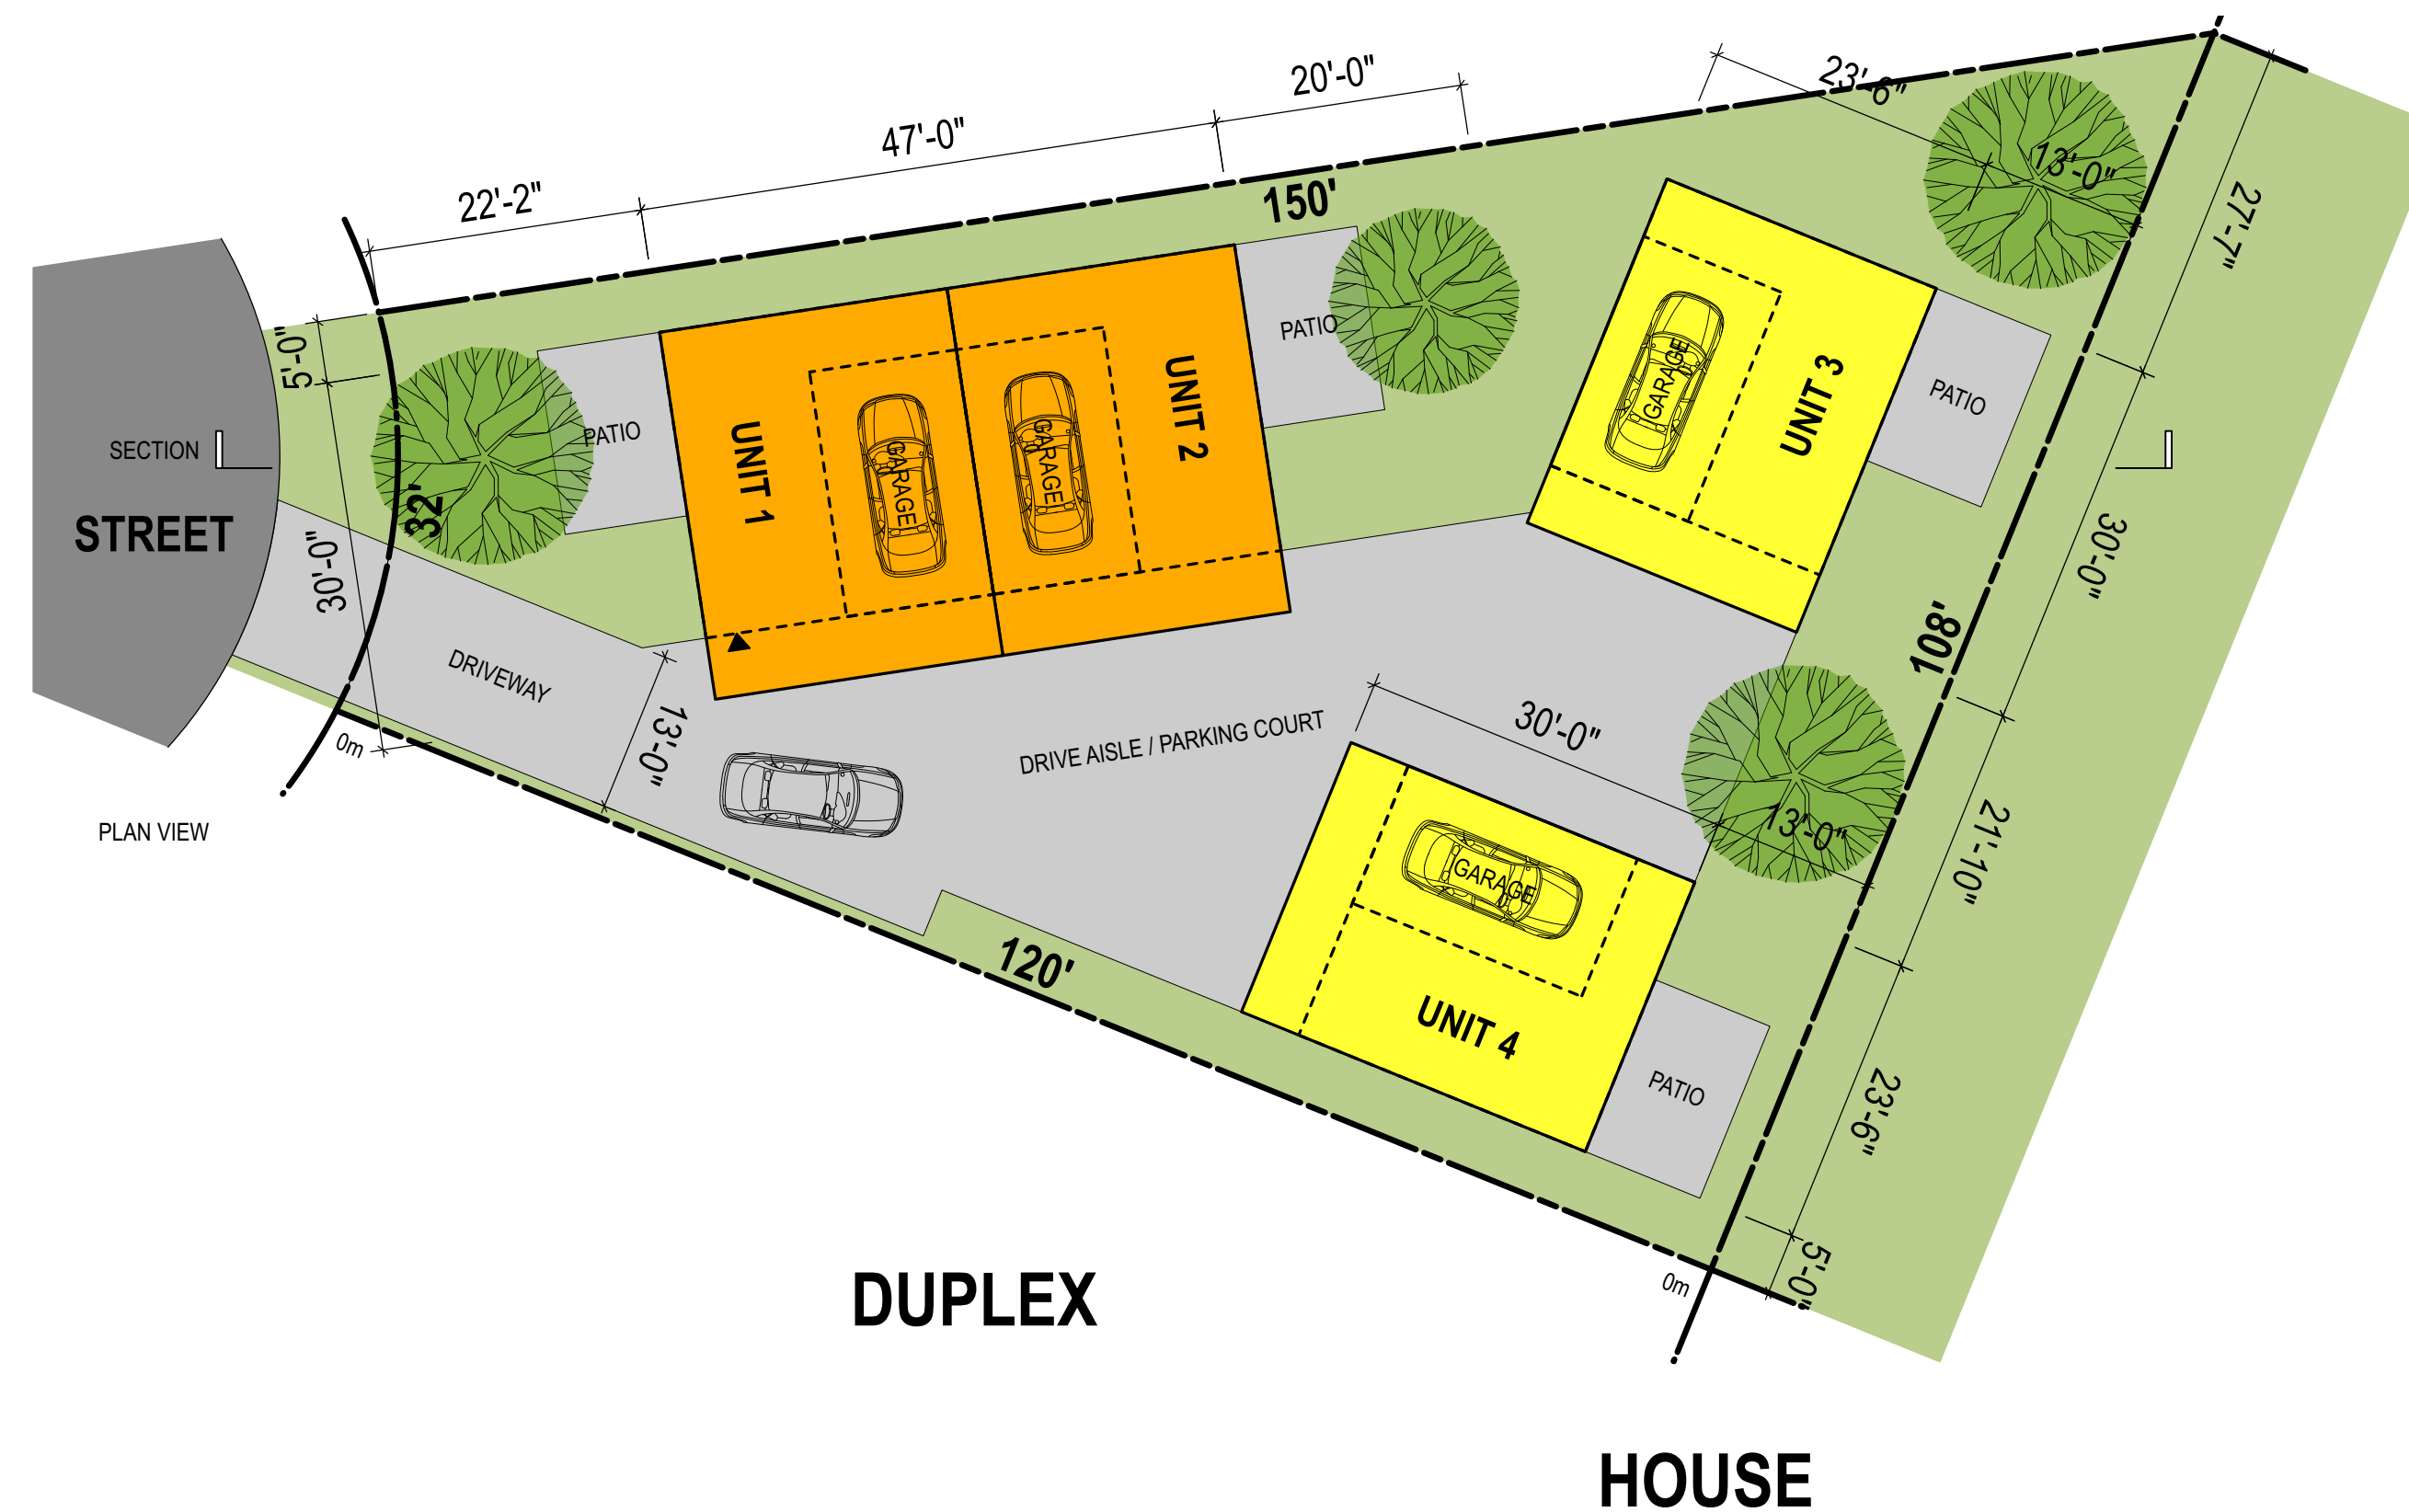 20'-0"
23'-6"
47'-0"
13'-0"
22'-2"
150'
27'-7"
5'-0"
PATIO
GARAGE
UNIT 3
PATIO
SECTION
PATIO
UNIT 1
GARAGE
GARAGE
UNIT 2
STREET
32'
30'-0"
30'-0"
108'
DRIVEWAY
0m
13'-0"
DRIVE AISLE / PARKING COURT
30'-0"
13'-0"
PLAN VIEW
GARAGE
21'-10"
120'
UNIT 4
PATIO
23'-6"
5'-0"
0m
DUPLEX
HOUSE